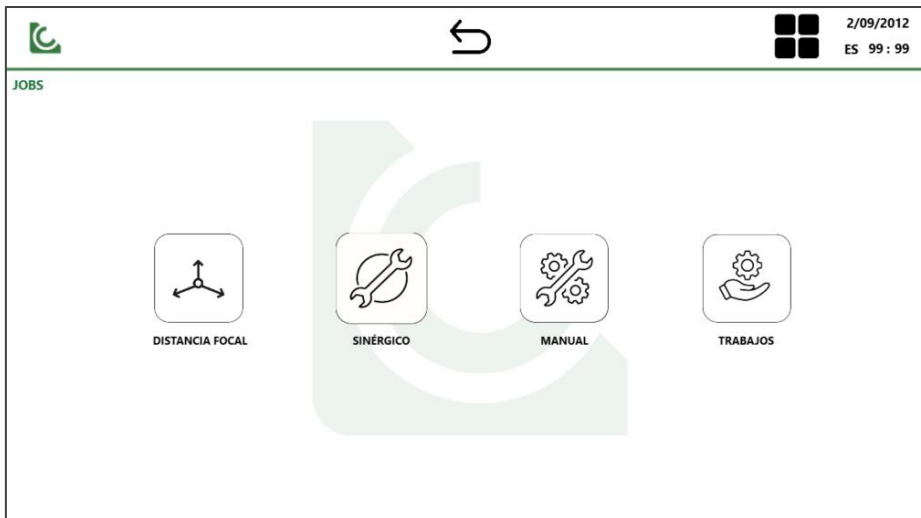 2/09/2012
ES 99 : 99
JOBS
DISTANCIA FOCAL
SINÉRGICO
MANUAL
TRABAJOS